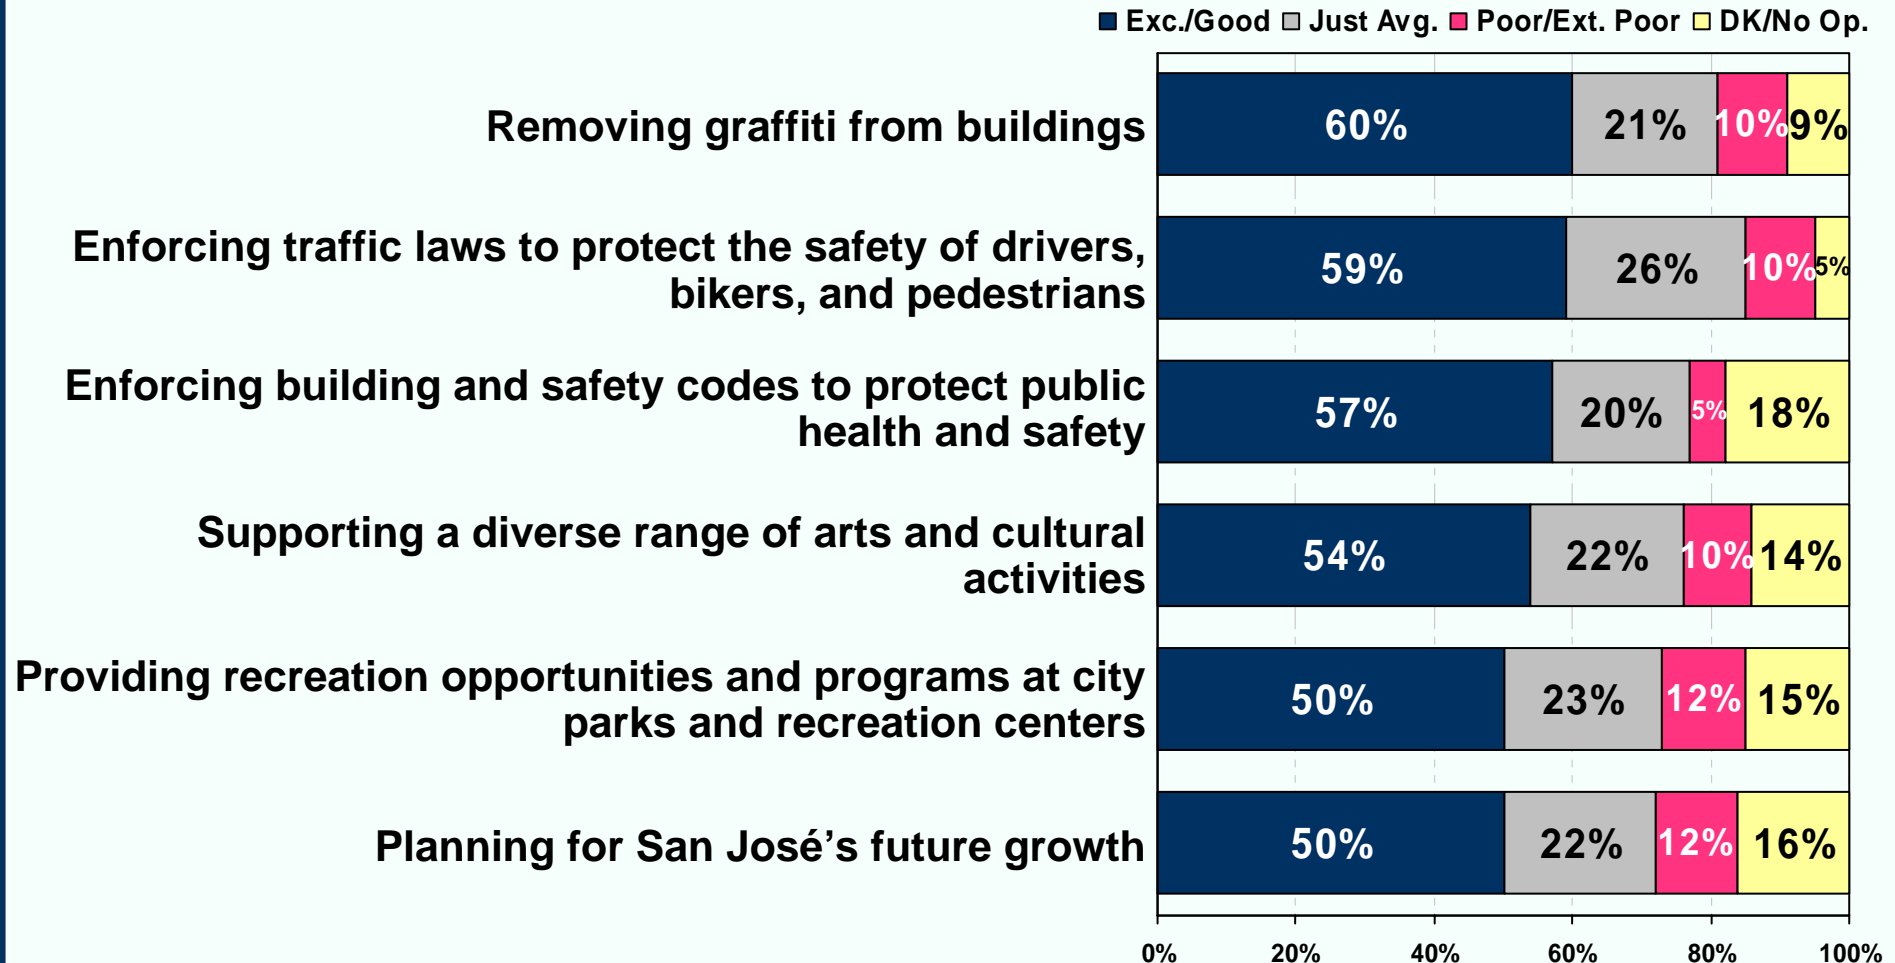 Exc./Good Just Avg. Poor/Ext. Poor DK/No Op.
Removing graffiti from buildings 60% 21% 10% 9%
Enforcing traffic laws to protect the safety of drivers,
bikers, and pedestrians
59% 26% 10% 5%
Enforcing building and safety codes to protect public
health and safety
57% 20% 5% 18%
Supporting a diverse range of arts and cultural
activities
54% 22% 10% 14%
Providing recreation opportunities and programs at city
parks and recreation centers
50% 23% 12% 15%
Planning for San José’s future growth 50% 22% 12% 16%
0% 20% 40% 60% 80% 100%